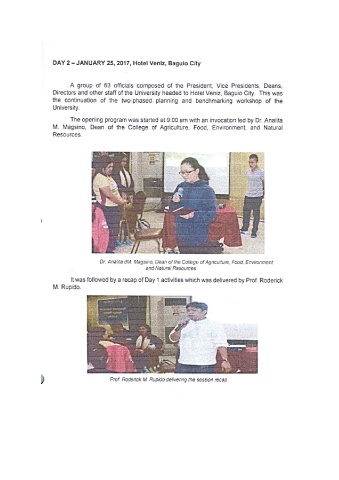 DAY 2 – JANUARY 25, 2017, Hotel Veniz, Baguio City
A group of 63 officials composed of the President, Vice Presidents, Deans,
Directors and other staff of the University headed to Hotel Veniz, Baguio City. This was
the continuation of the two-phased planning and benchmarking workshop of the
University.
The opening program was started at 9:00 am with an invocation led by Dr. Analita
M. Magsino, Dean of the College of Agriculture, Food, Environment, and Natural
Resources.
Dr. Analita dM. Magsino, Dean of the College of Agriculture, Food, Environment
and Natural Resources
It was followed by a recap of Day 1 activities which was delivered by Prof. Roderick
M. Rupido.
Prof. Roderick M. Rupido delivering the session recap